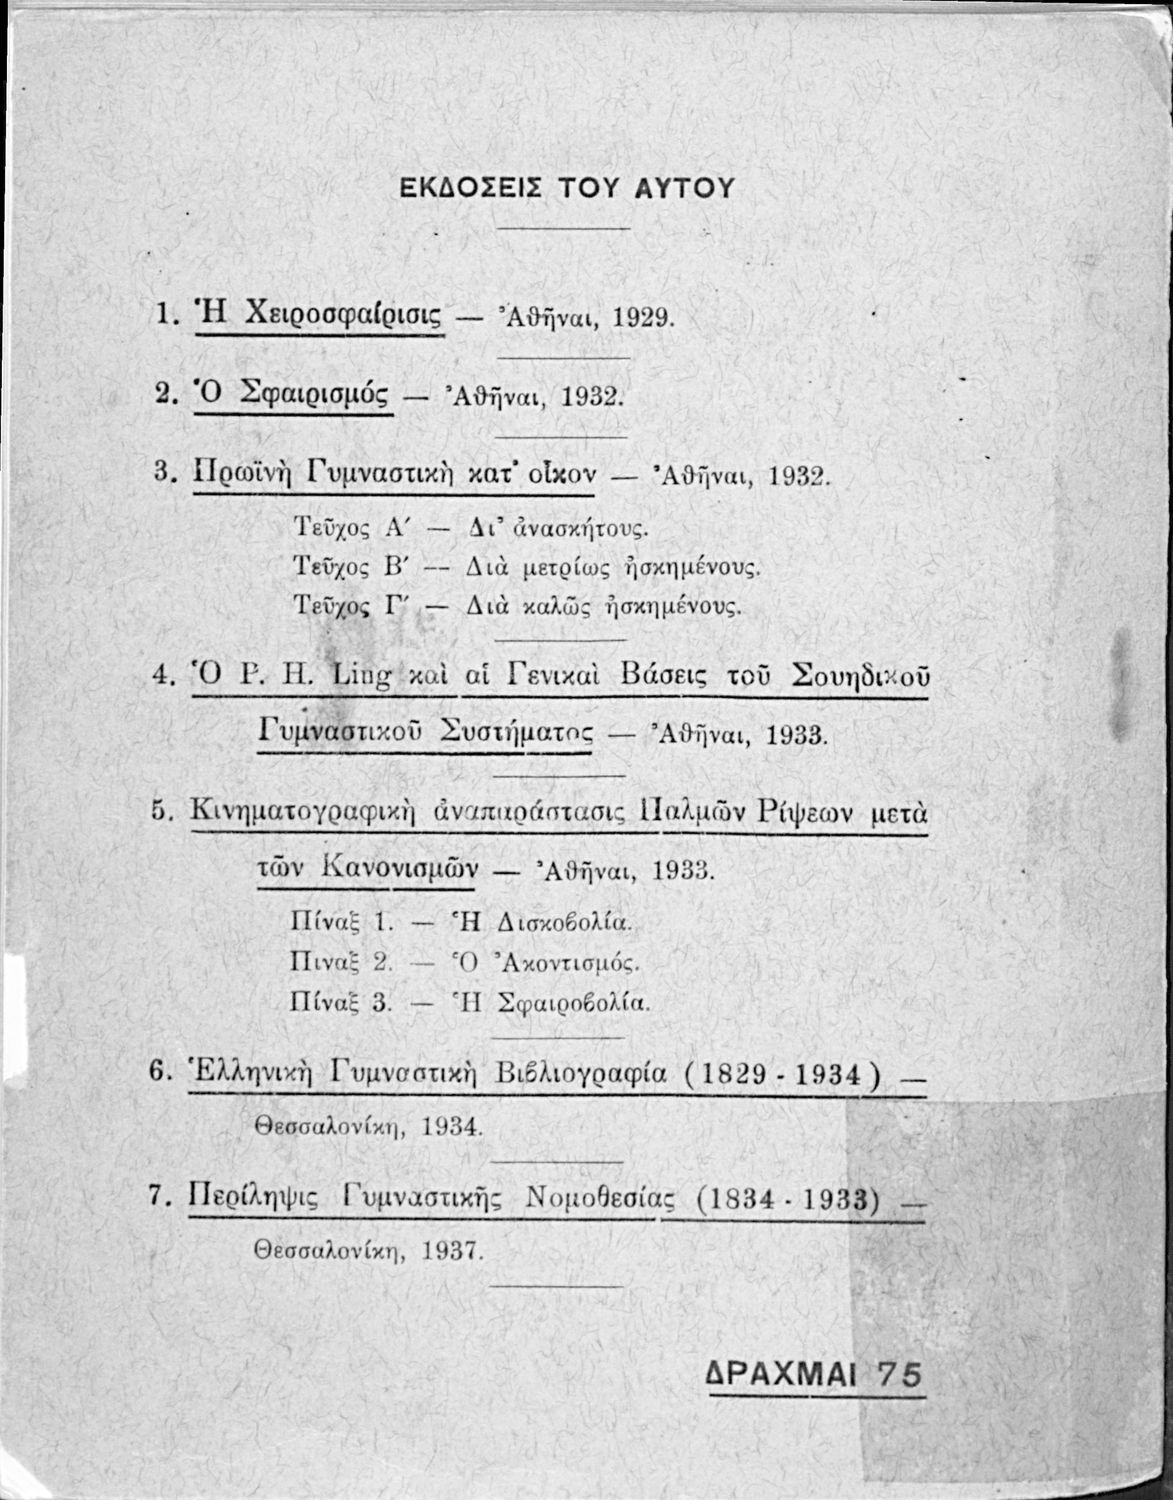 ΕΚΔΟΣΕΙΣ ΤΟΥ ΑΥΤΟΥ
1. Ἡ Χειροσφαίρισις — Ἀθῆναι, 1929.
2. Ὁ Σφαιρισμός — Ἀθῆναι, 1932.
3. Πρωϊνὴ Γυμναστικὴ κατ’ οἶκον — Ἀθῆναι, 1932.
Τεῦχος Α′ — Δι’ ἀνασκήτους.
Τεῦχος Β′ — Διὰ μετρίως ἠσκημένους.
Τεῦχος Γ′ — Διὰ καλῶς ἠσκημένους.
4. Ὁ P. H. Ling καὶ αἱ Γενικαὶ Βάσεις τοῦ Σουηδικοῦ
Γυμναστικοῦ Συστήματος — Ἀθῆναι, 1933.
5. Κινηματογραφικὴ ἀναπαράστασις Παλμῶν Ρίψεων μετὰ
τῶν Κανονισμῶν — Ἀθῆναι, 1933.
Πίναξ 1. — Ἡ Δισκοβολία.
Πιναξ 2. — Ὁ Ἀκοντισμός.
Πίναξ 3. — Ἡ Σφαιροβολία.
6. Ἑλληνικὴ Γυμναστικὴ Βιβλιογραφία (1829 - 1934) —
Θεσσαλονίκη, 1934.
7. Περίληψις Γυμναστικῆς Νομοθεσίας (1834 - 1933) —
Θεσσαλονίκη, 1937.
ΔΡΑΧΜΑΙ 75